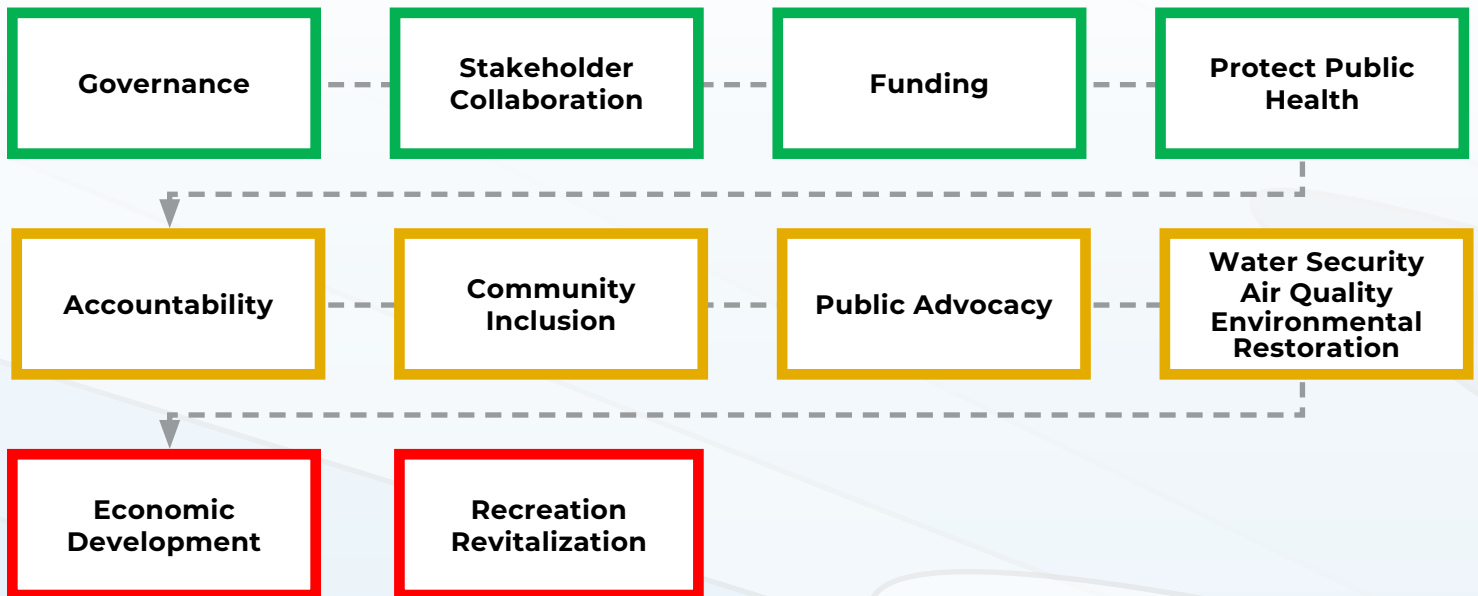 Governance
Stakeholder
Collaboration
Funding
Protect Public
Health
Accountability
Community
Inclusion
Public Advocacy
Water Security
Air Quality
Environmental
Restoration
Economic
Development
Recreation
Revitalization